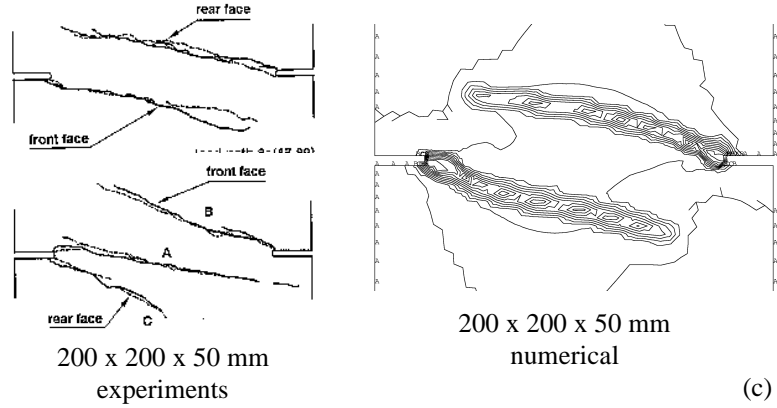 rear face
front face
front face
B
A
rear face
C
200 x 200 x 50 mm
experiments
200 x 200 x 50 mm
numerical
(c)